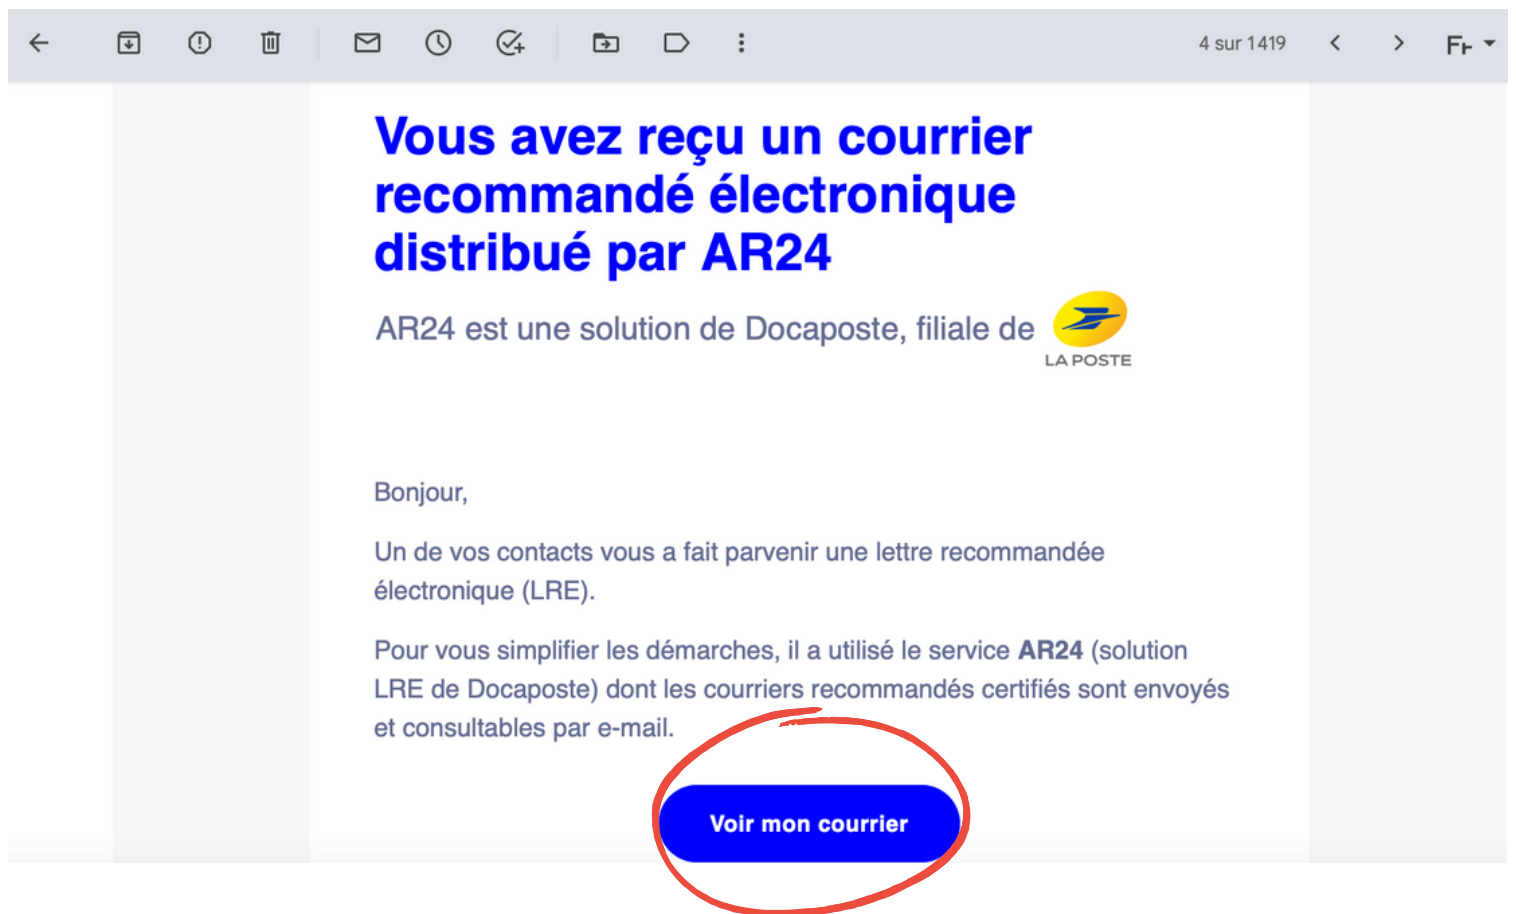 4 sur 1419
Vous avez reçu un courrier
recommandé électronique
distribué par AR24
AR24 est une solution de Docaposte, filiale de
LA POSTE
Bonjour,
Un de vos contacts vous a fait parvenir une lettre recommandée
électronique (LRE).
Pour vous simplifier les démarches, il a utilisé le service AR24 (solution
LRE de Docaposte) dont les courriers recommandés certifiés sont envoyés
et consultables par e-mail.
Voir mon courrier